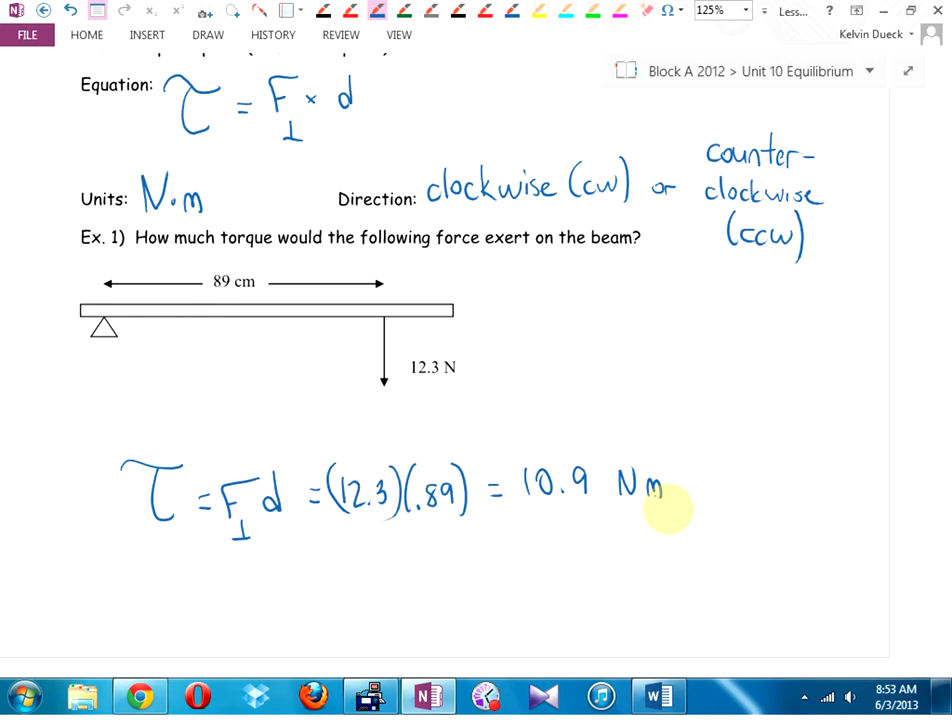 125%
Less...
?
FILE HOME INSERT DRAW HISTORY REVIEW VIEW
Kelvin Dueck
Block A 2012 > Unit 10 Equilibrium
Equation: τ = F⊥ × d
Units: N·m Direction: clockwise (cw) or counter-clockwise (ccw)
Ex. 1) How much torque would the following force exert on the beam?
89 cm
12.3 N
τ = F⊥ d = (12.3)(.89) = 10.9 N m
8:53 AM
6/3/2013